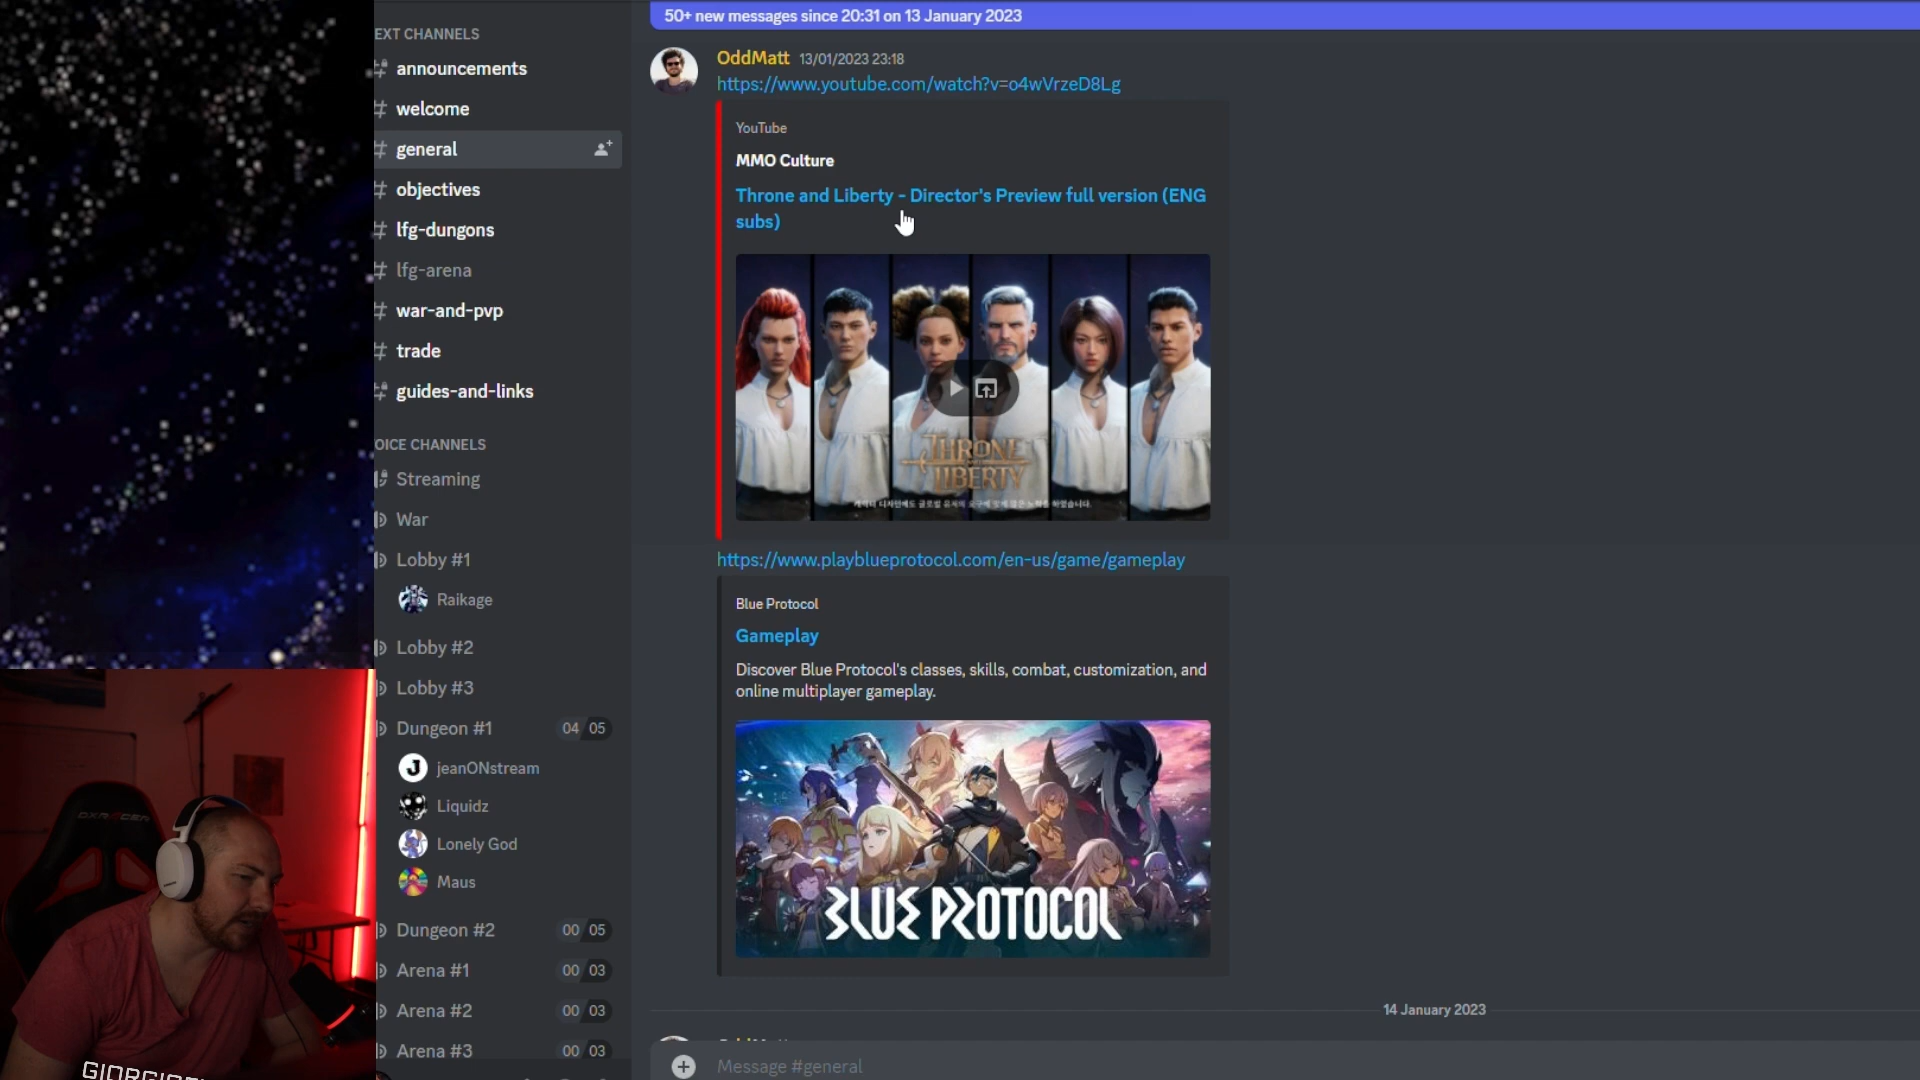 EXT CHANNELS
announcements
welcome
general
objectives
lfg-dungons
lfg-arena
war-and-pvp
trade
guides-and-links
OICE CHANNELS
Streaming
War
Lobby #1
Raikage
Lobby #2
Lobby #3
Dungeon #1 04 05
jeanONstream
Liquidz
Lonely God
Maus
Dungeon #2 00 05
Arena #1 00 03
Arena #2 00 03
Arena #3 00 03
50+ new messages since 20:31 on 13 January 2023
OddMatt 13/01/2023 23:18
https://www.youtube.com/watch?v=o4wVrzeD8Lg
YouTube
MMO Culture
Throne and Liberty - Director's Preview full version (ENG
subs)
THRONE
LIBERTY
https://www.playblueprotocol.com/en-us/game/gameplay
Blue Protocol
Gameplay
Discover Blue Protocol's classes, skills, combat, customization, and
online multiplayer gameplay.
BLUE PROTOCOL
14 January 2023
Message #general
DXRACER